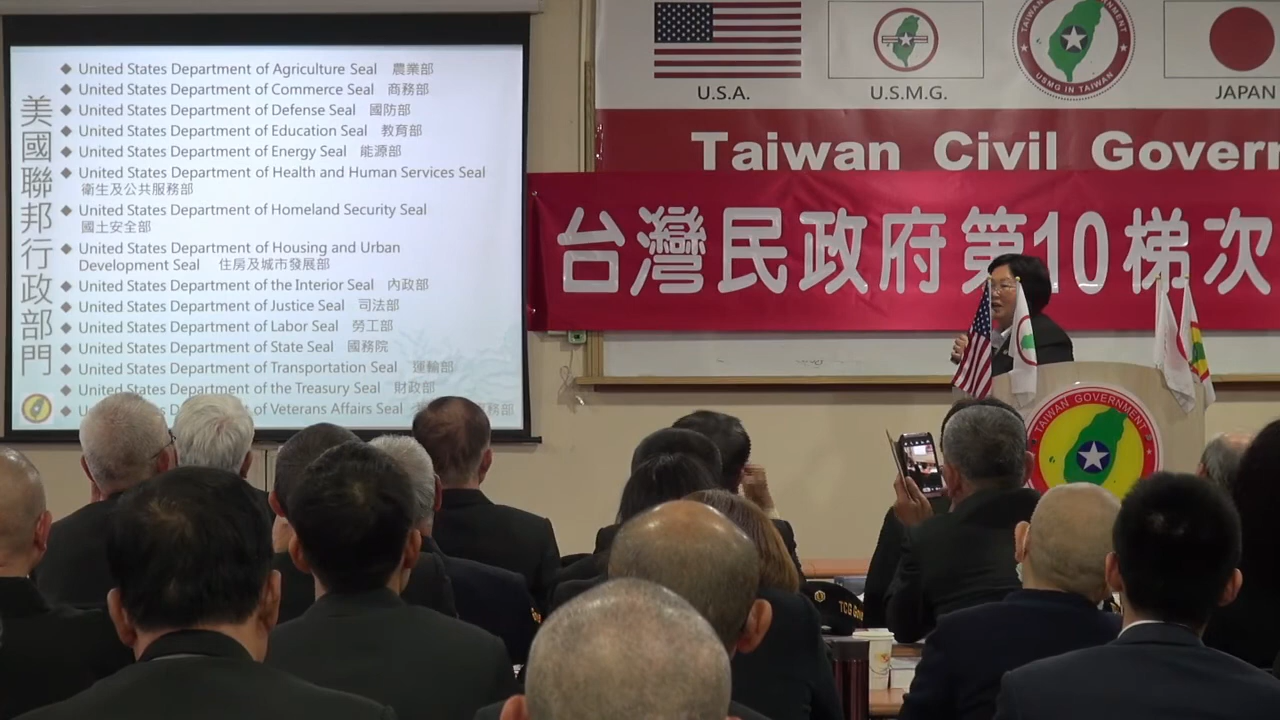 美國聯邦行政部門
United States Department of Agriculture Seal 農業部
United States Department of Commerce Seal 商務部
United States Department of Defense Seal 國防部
United States Department of Education Seal 教育部
United States Department of Energy Seal 能源部
United States Department of Health and Human Services Seal
衛生及公共服務部
United States Department of Homeland Security Seal
國土安全部
United States Department of Housing and Urban
Development Seal 住房及城市發展部
United States Department of the Interior Seal 內政部
United States Department of Justice Seal 司法部
United States Department of Labor Seal 勞工部
United States Department of State Seal 國務院
United States Department of Transportation Seal 運輸部
United States Department of the Treasury Seal 財政部
of Veterans Affairs Seal 務部
U.S.A.
U.S.M.G.
USMG IN TAIWAN
JAPAN
Taiwan Civil Govern
台灣民政府第10梯次
TAIWAN GOVERNMENT
TCG